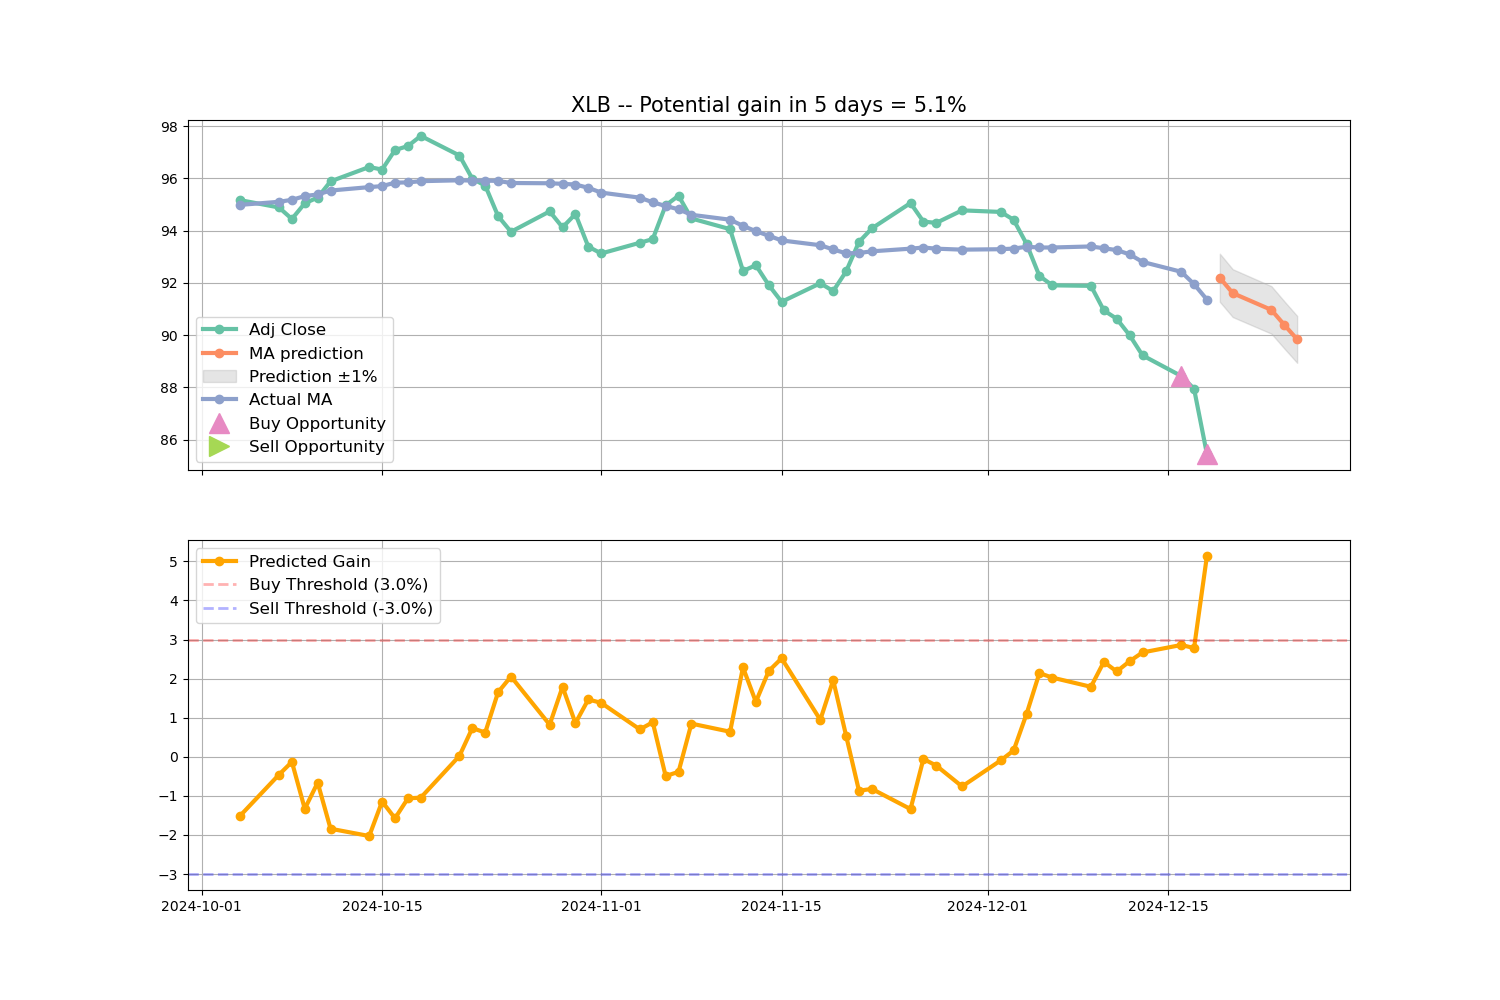 XLB -- Potential gain in 5 days = 5.1%
98
96
94
92
90
88
86
Adj Close
MA prediction
Prediction ±1%
Actual MA
Buy Opportunity
Sell Opportunity
5
4
3
2
1
0
−1
−2
−3
Predicted Gain
Buy Threshold (3.0%)
Sell Threshold (-3.0%)
2024-10-01
2024-10-15
2024-11-01
2024-11-15
2024-12-01
2024-12-15